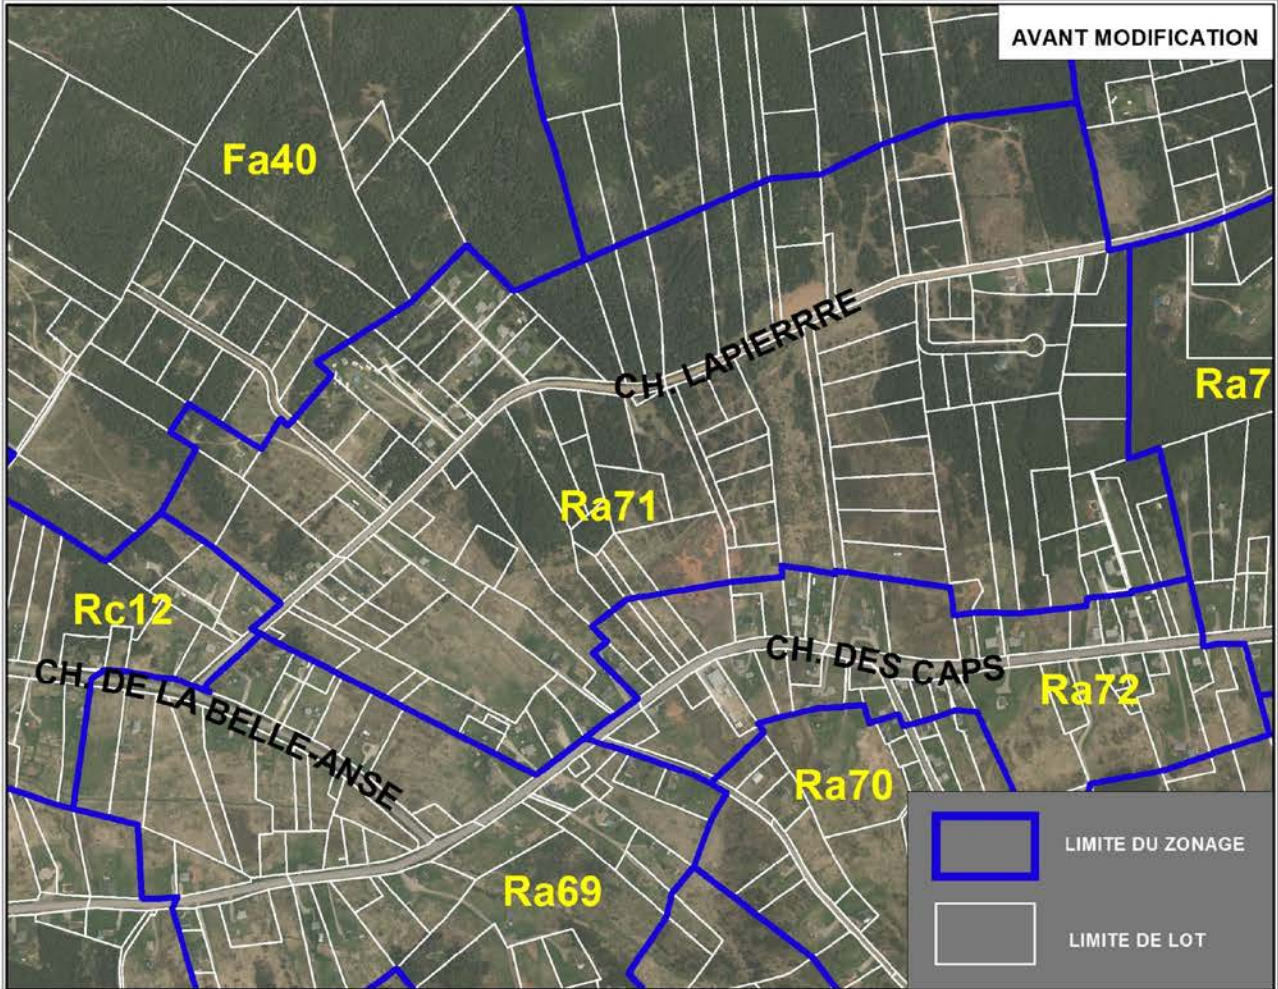 AVANT MODIFICATION
Fa40
CH. LAPIERRRE
Ra7
Ra71
Rc12
CH. DES CAPS
CH. DE LA BELLE-ANSE
Ra72
Ra70
LIMITE DU ZONAGE
Ra69
LIMITE DE LOT